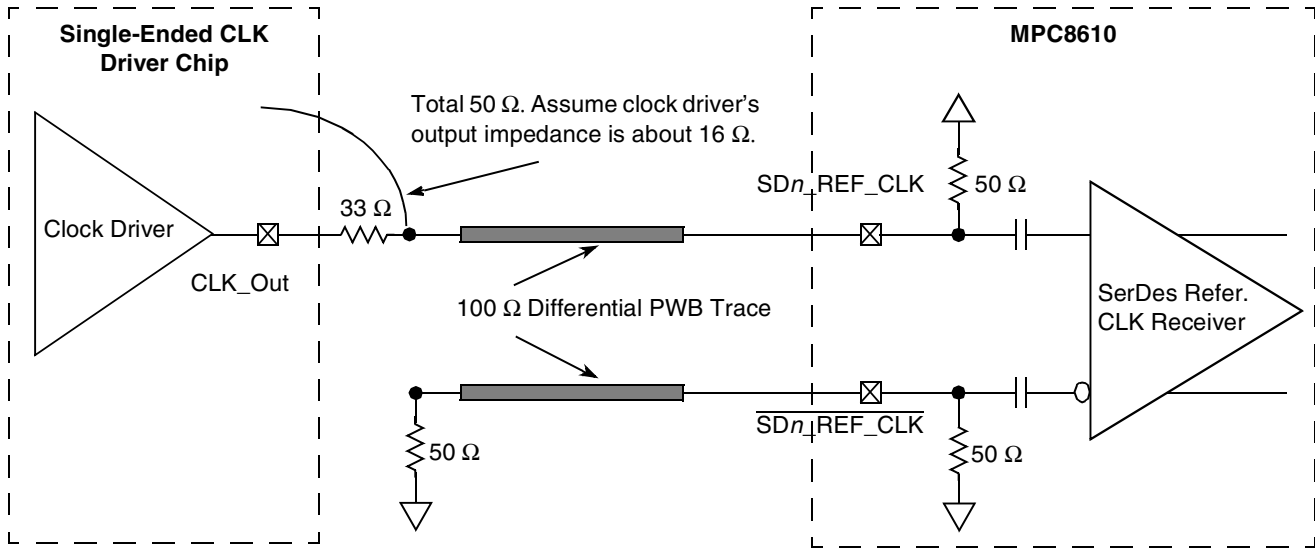 Single-Ended CLK
Driver Chip
MPC8610
Total 50 Ω. Assume clock driver's
output impedance is about 16 Ω.
SDn_REF_CLK
50 Ω
33 Ω
Clock Driver
CLK_Out
100 Ω Differential PWB Trace
SerDes Refer.
CLK Receiver
SDn_REF_CLK
50 Ω
50 Ω